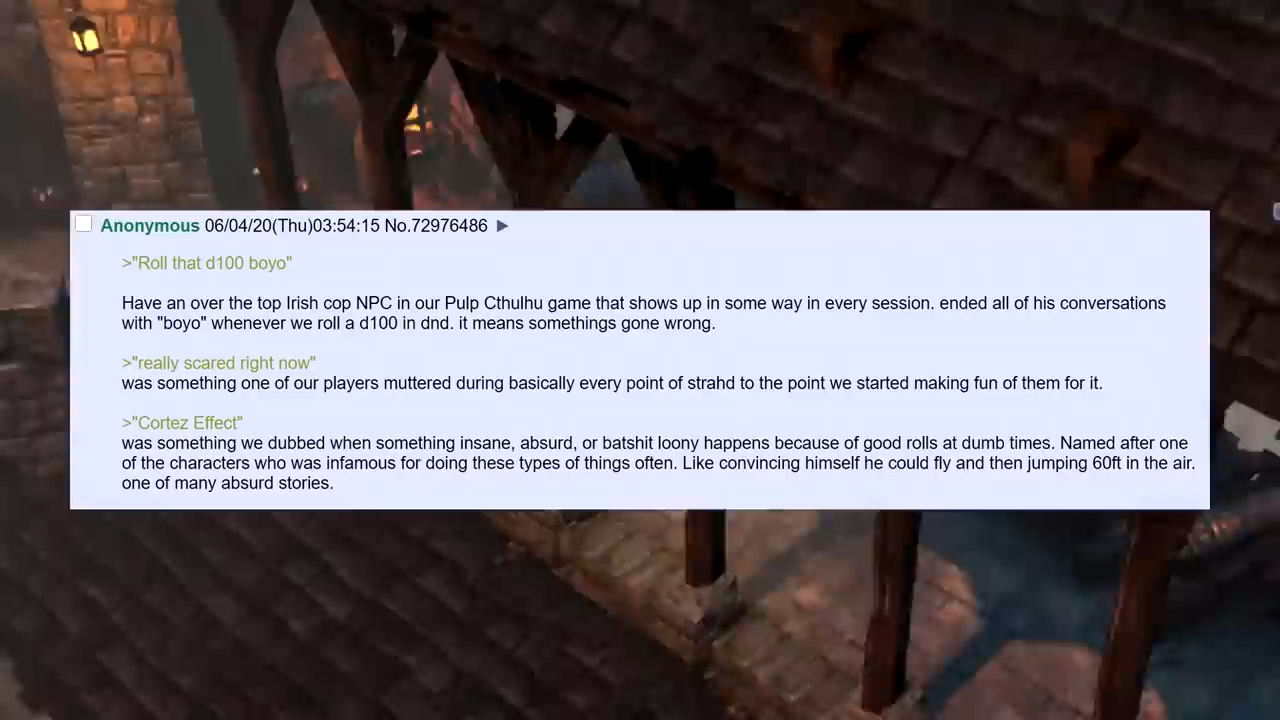 Anonymous 06/04/20(Thu)03:54:15 No.72976486 ▶
>"Roll that d100 boyo"
Have an over the top Irish cop NPC in our Pulp Cthulhu game that shows up in some way in every session. ended all of his conversations
with "boyo" whenever we roll a d100 in dnd. it means somethings gone wrong.
>"really scared right now"
was something one of our players muttered during basically every point of strahd to the point we started making fun of them for it.
>"Cortez Effect"
was something we dubbed when something insane, absurd, or batshit loony happens because of good rolls at dumb times. Named after one
of the characters who was infamous for doing these types of things often. Like convincing himself he could fly and then jumping 60ft in the air.
one of many absurd stories.